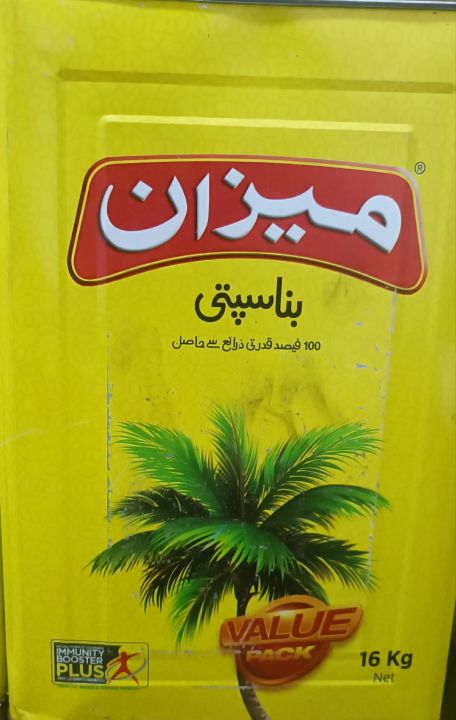 میزان
®
بناسپتی
100 فیصد قدرتی ذرائع سے حاصل
VALUE
PACK
16 Kg
Net
IMMUNITY
BOOSTER
PLUS